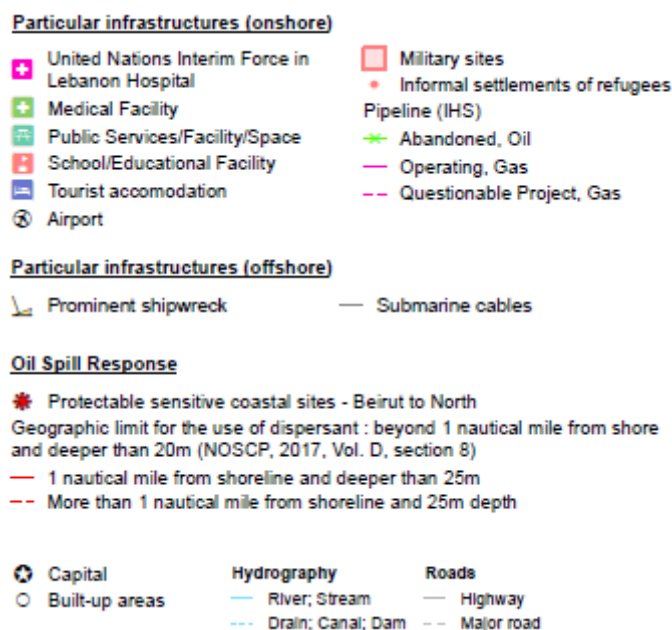 Particular infrastructures (onshore)
United Nations Interim Force in
Lebanon Hospital
Medical Facility
Public Services/Facility/Space
School/Educational Facility
Tourist accomodation
Airport
Military sites
Informal settlements of refugees
Pipeline (IHS)
Abandoned, Oil
Operating, Gas
Questionable Project, Gas
Particular infrastructures (offshore)
Prominent shipwreck
Submarine cables
Oil Spill Response
Protectable sensitive coastal sites - Beirut to North
Geographic limit for the use of dispersant : beyond 1 nautical mile from shore
and deeper than 20m (NOSCP, 2017, Vol. D, section 8)
1 nautical mile from shoreline and deeper than 25m
More than 1 nautical mile from shoreline and 25m depth
Capital
Built-up areas
Hydrography
River; Stream
Drain; Canal; Dam
Roads
Highway
Major road